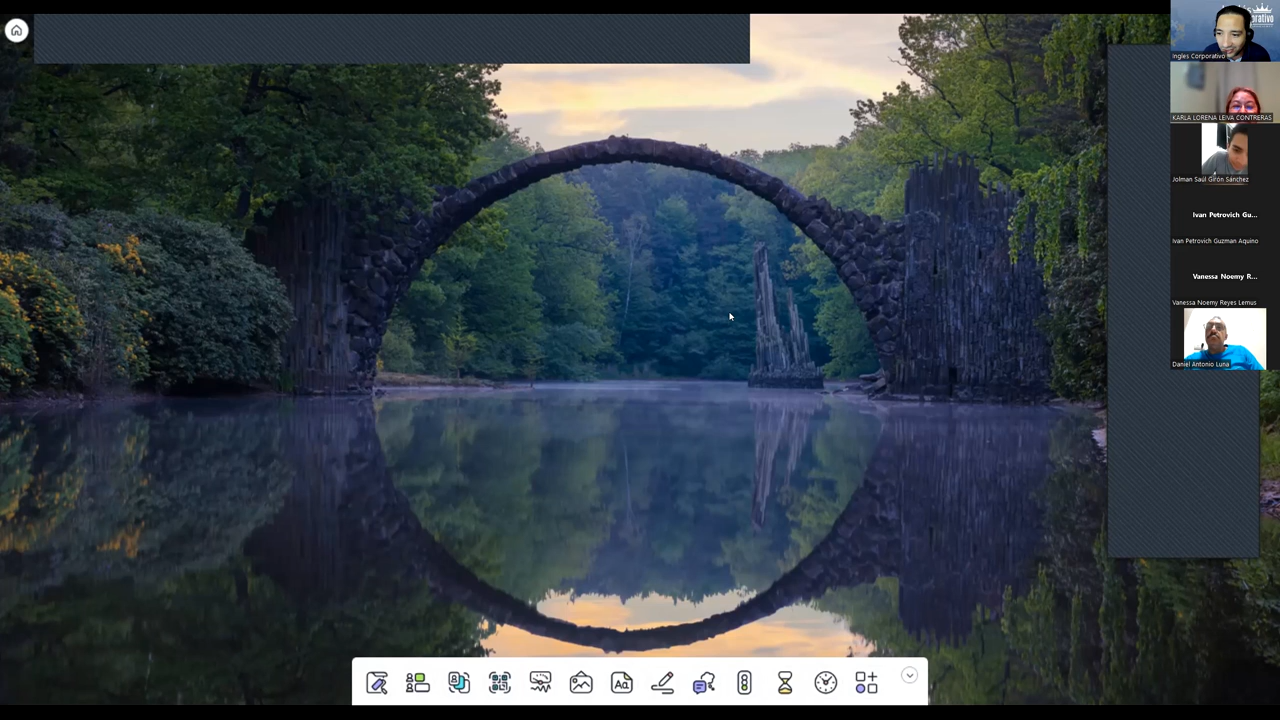 Ingles Corporativo
KARLA LORENA LEIVA CONTRERAS
Jolman Saúl Girón Sánchez
Ivan Petrovich Gu...
Ivan Petrovich Guzman Aquino
Vanessa Noemy R...
Vanessa Noemy Reyes Lemus
Daniel Antonio Luna